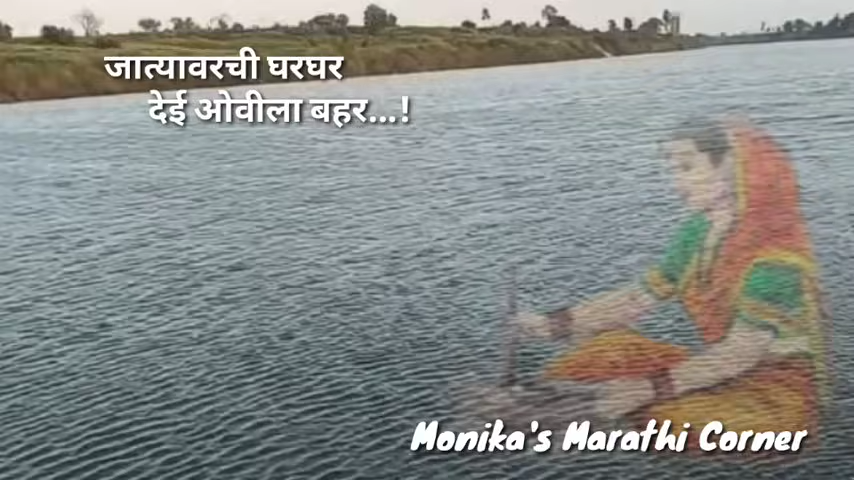 जात्यावरची घरघर
देई ओवीला बहर...!
Monika's Marathi Corner